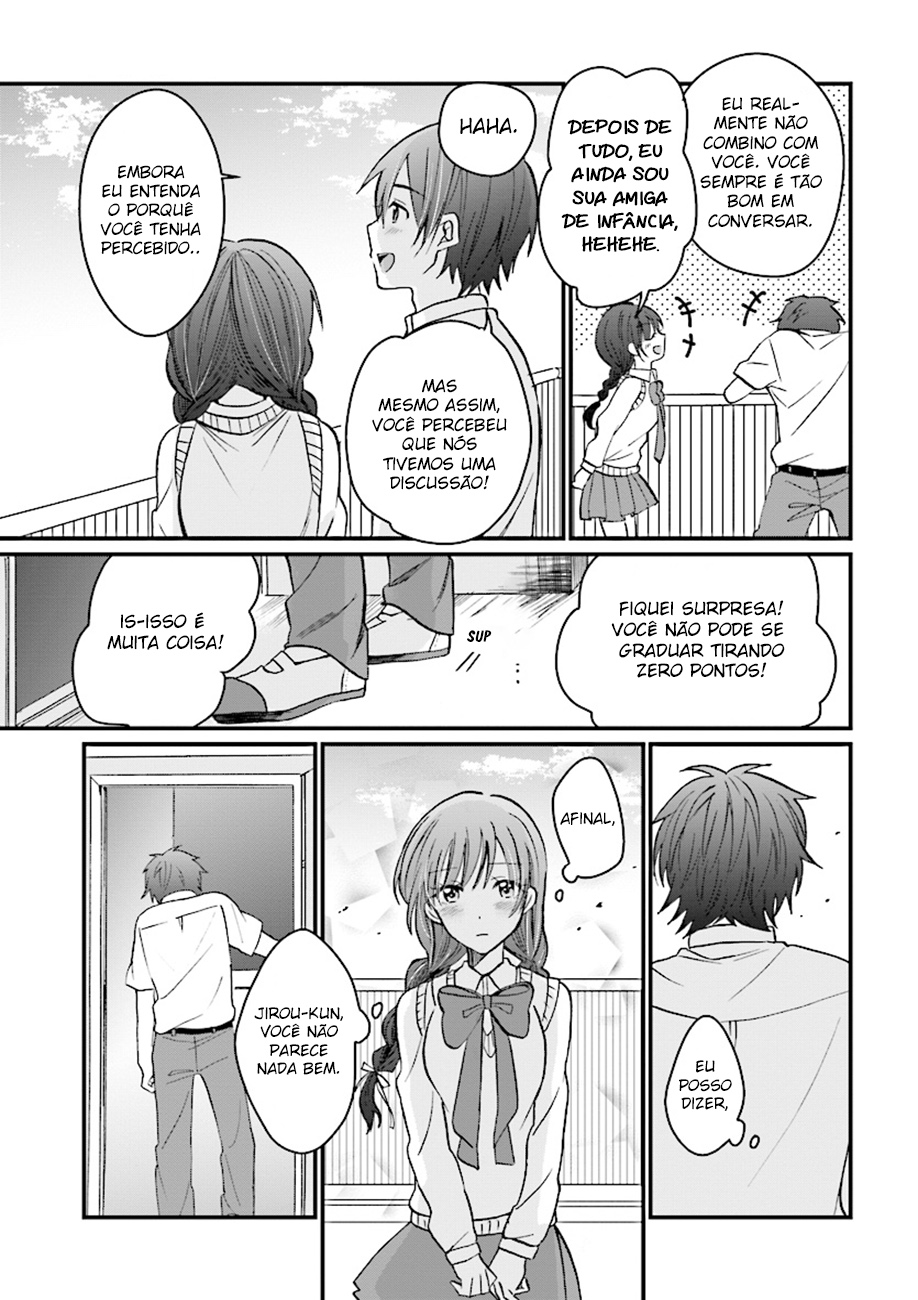 EU REAL-
MENTE NÃO
COMBINO COM
VOCÊ. VOCÊ
SEMPRE É TÃO
BOM EM
CONVERSAR.
DEPOIS DE
TUDO, EU
AINDA SOU
SUA AMIGA
DE INFÂNCIA,
HEHEHE.
HAHA.
MAS
MESMO ASSIM,
VOCÊ PERCEBEU
QUE NÓS
TIVEMOS UMA
DISCUSSÃO!
EMBORA
EU ENTENDA
O PORQUÊ
VOCÊ TENHA
PERCEBIDO..
FIQUEI SURPRESA!
VOCÊ NÃO PODE SE
GRADUAR TIRANDO
ZERO PONTOS!
SUP
IS-ISSO É
MUITA COISA!
EU
POSSO
DIZER,
AFINAL,
JIROU-KUN,
VOCÊ NÃO
PARECE
NADA BEM.